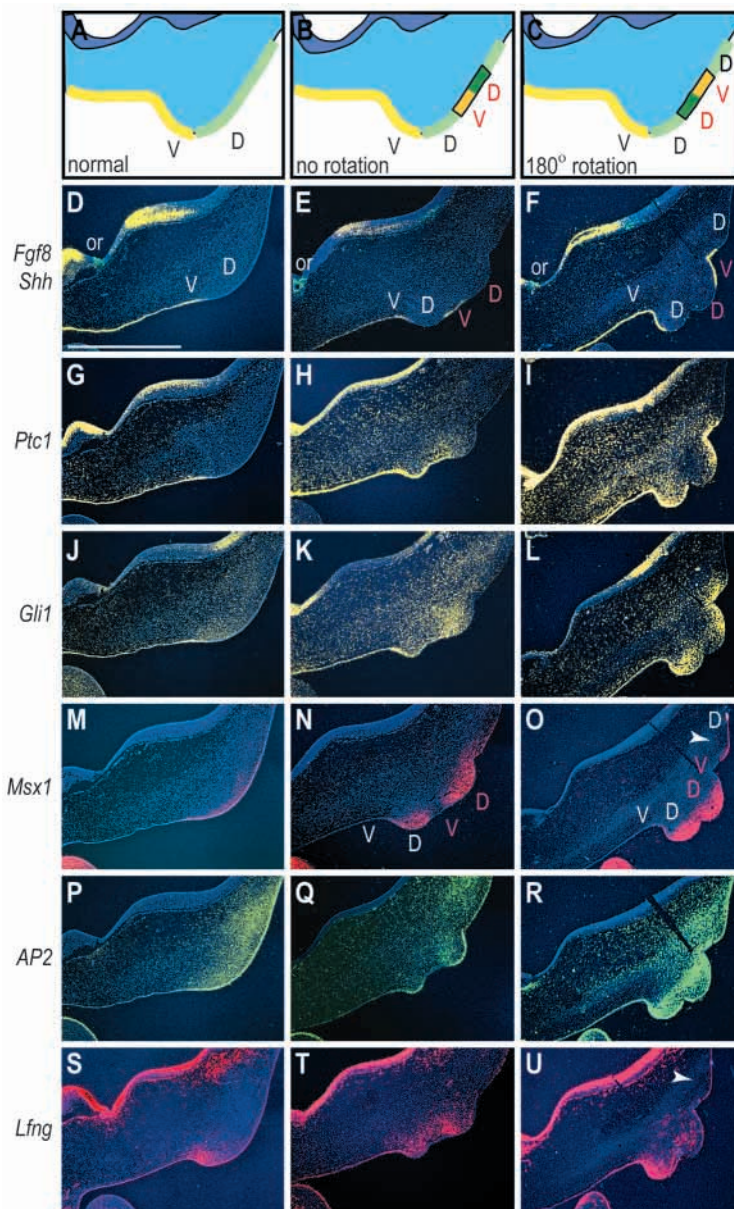 A
V
D
normal
B
D
V
V
D
no rotation
C
D
V
D
V
D
180° rotation
Fgf8
Shh
D
or
V
D
E
or
V
D
V
D
F
or
V
D
D
V
D
Ptc1
G
H
I
Gli1
J
K
L
Msx1
M
N
V
D
V
D
O
D
V
D
V
D
AP2
P
Q
R
Lfng
S
T
U